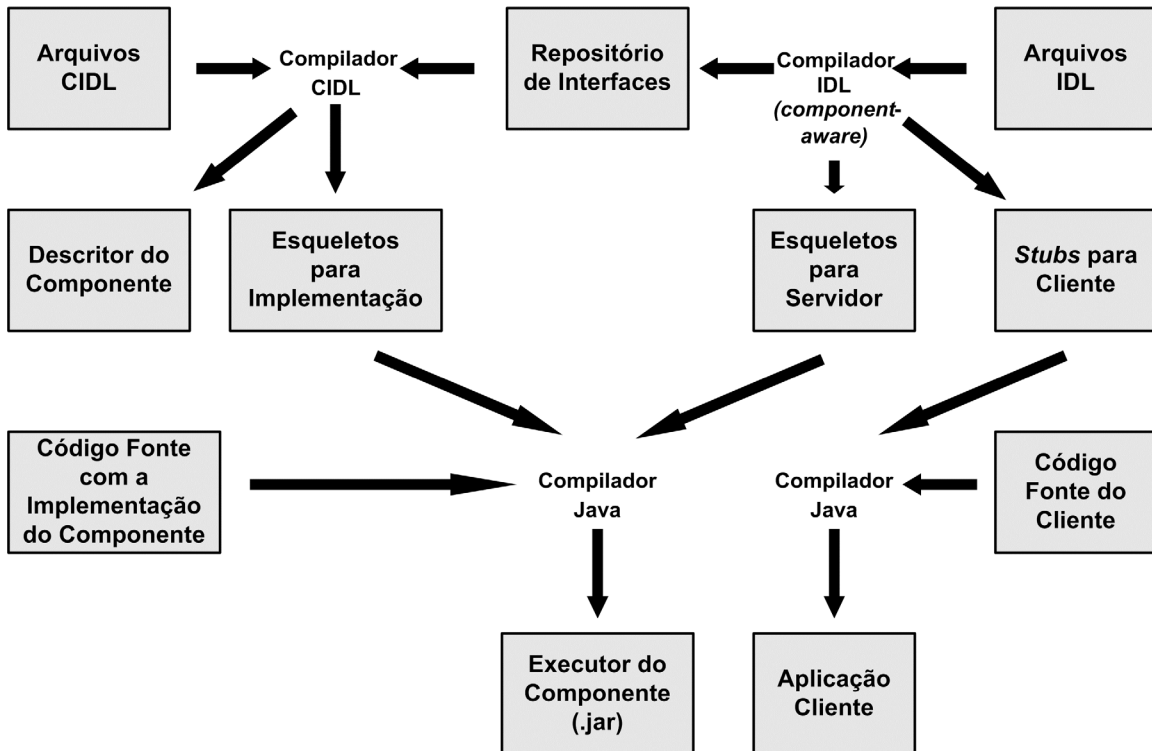 Arquivos
CIDL
Compilador
CIDL
Repositório
de Interfaces
Compilador
IDL
(component-
aware)
Arquivos
IDL
Descritor do
Componente
Esqueletos
para
Implementação
Esqueletos
para
Servidor
Stubs para
Cliente
Código Fonte
com a
Implementação
do Componente
Compilador
Java
Compilador
Java
Código
Fonte do
Cliente
Executor do
Componente
(.jar)
Aplicação
Cliente